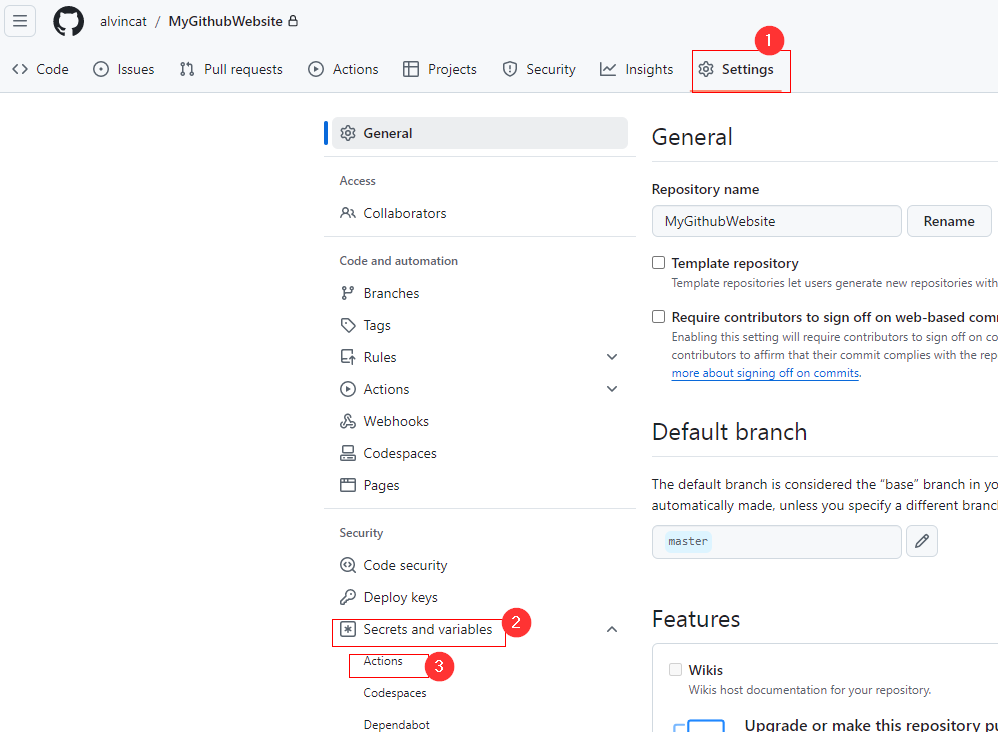 alvincat / MyGithubWebsite
1
Code Issues Pull requests Actions Projects Security Insights Settings
General
Access
Collaborators
Code and automation
Branches
Tags
Rules
Actions
Webhooks
Codespaces
Pages
Security
Code security
Deploy keys
Secrets and variables 2
Actions 3
Codespaces
Dependabot
General
Repository name
MyGithubWebsite Rename
Template repository
Template repositories let users generate new repositories with
Require contributors to sign off on web-based com
Enabling this setting will require contributors to sign off on co
contributors to affirm that their commit complies with the rep
more about signing off on commits.
Default branch
The default branch is considered the “base” branch in yo
automatically made, unless you specify a different branc
master
Features
Wikis
Wikis host documentation for your repository.
Upgrade or make this repository pu